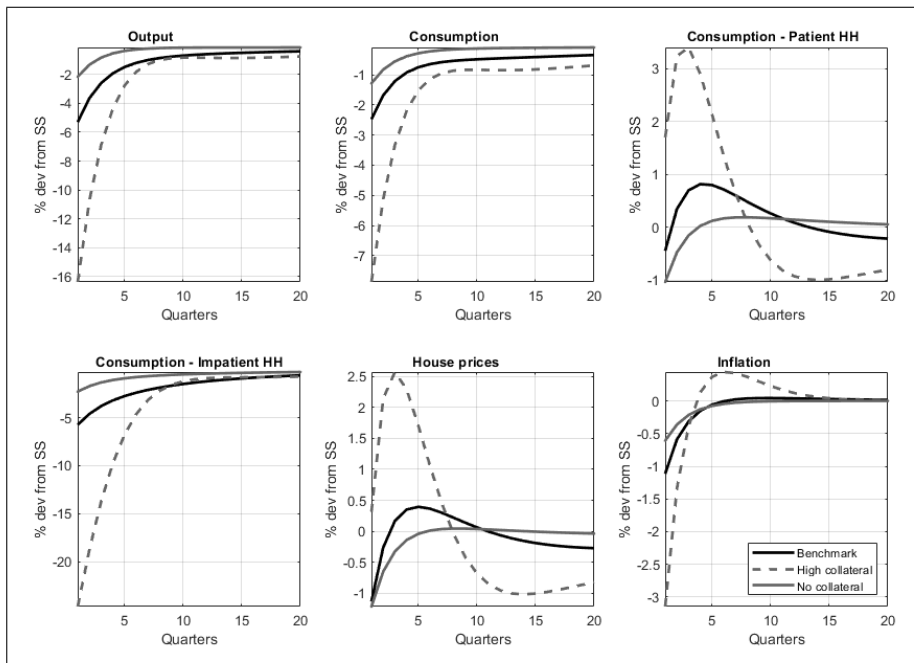 Output
% dev from SS
-2
-4
-6
-8
-10
-12
-14
-16
5 10 15 20
Quarters
Consumption
% dev from SS
-1
-2
-3
-4
-5
-6
-7
5 10 15 20
Quarters
Consumption - Patient HH
% dev from SS
3
2
1
0
-1
5 10 15 20
Quarters
Consumption - Impatient HH
% dev from SS
-5
-10
-15
-20
5 10 15 20
Quarters
House prices
% dev from SS
2.5
2
1.5
1
0.5
0
-0.5
-1
5 10 15 20
Quarters
Inflation
% dev from SS
0
-0.5
-1
-1.5
-2
-2.5
-3
5 10 15 20
Quarters
Benchmark
High collateral
No collateral